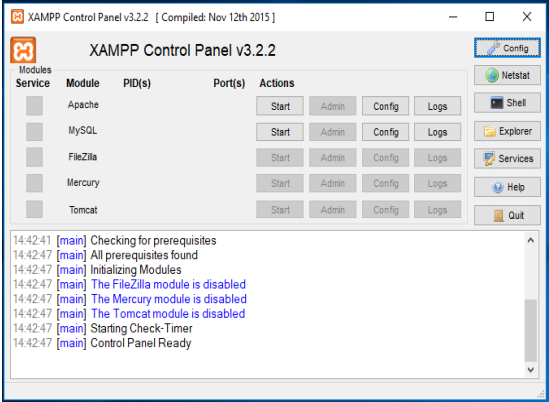 XAMPP Control Panel v3.2.2 [ Compiled: Nov 12th 2015 ]
XAMPP Control Panel v3.2.2
Config
Modules
Service Module PID(s) Port(s) Actions
Netstat
Apache Start Admin Config Logs
Shell
MySQL Start Admin Config Logs
Explorer
FileZilla Start Admin Config Logs
Services
Mercury Start Admin Config Logs
Help
Tomcat Start Admin Config Logs
Quit
14:42:41 [main] Checking for prerequisites
14:42:47 [main] All prerequisites found
14:42:47 [main] Initializing Modules
14:42:47 [main] The FileZilla module is disabled
14:42:47 [main] The Mercury module is disabled
14:42:47 [main] The Tomcat module is disabled
14:42:47 [main] Starting Check-Timer
14:42:47 [main] Control Panel Ready